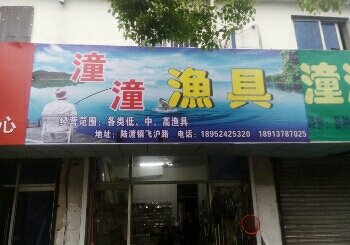 潼潼漁具
经营范围：各类低、中、高渔具
地址：陆渡镇飞沪路 电话：18952425320 18913787025
心
潼